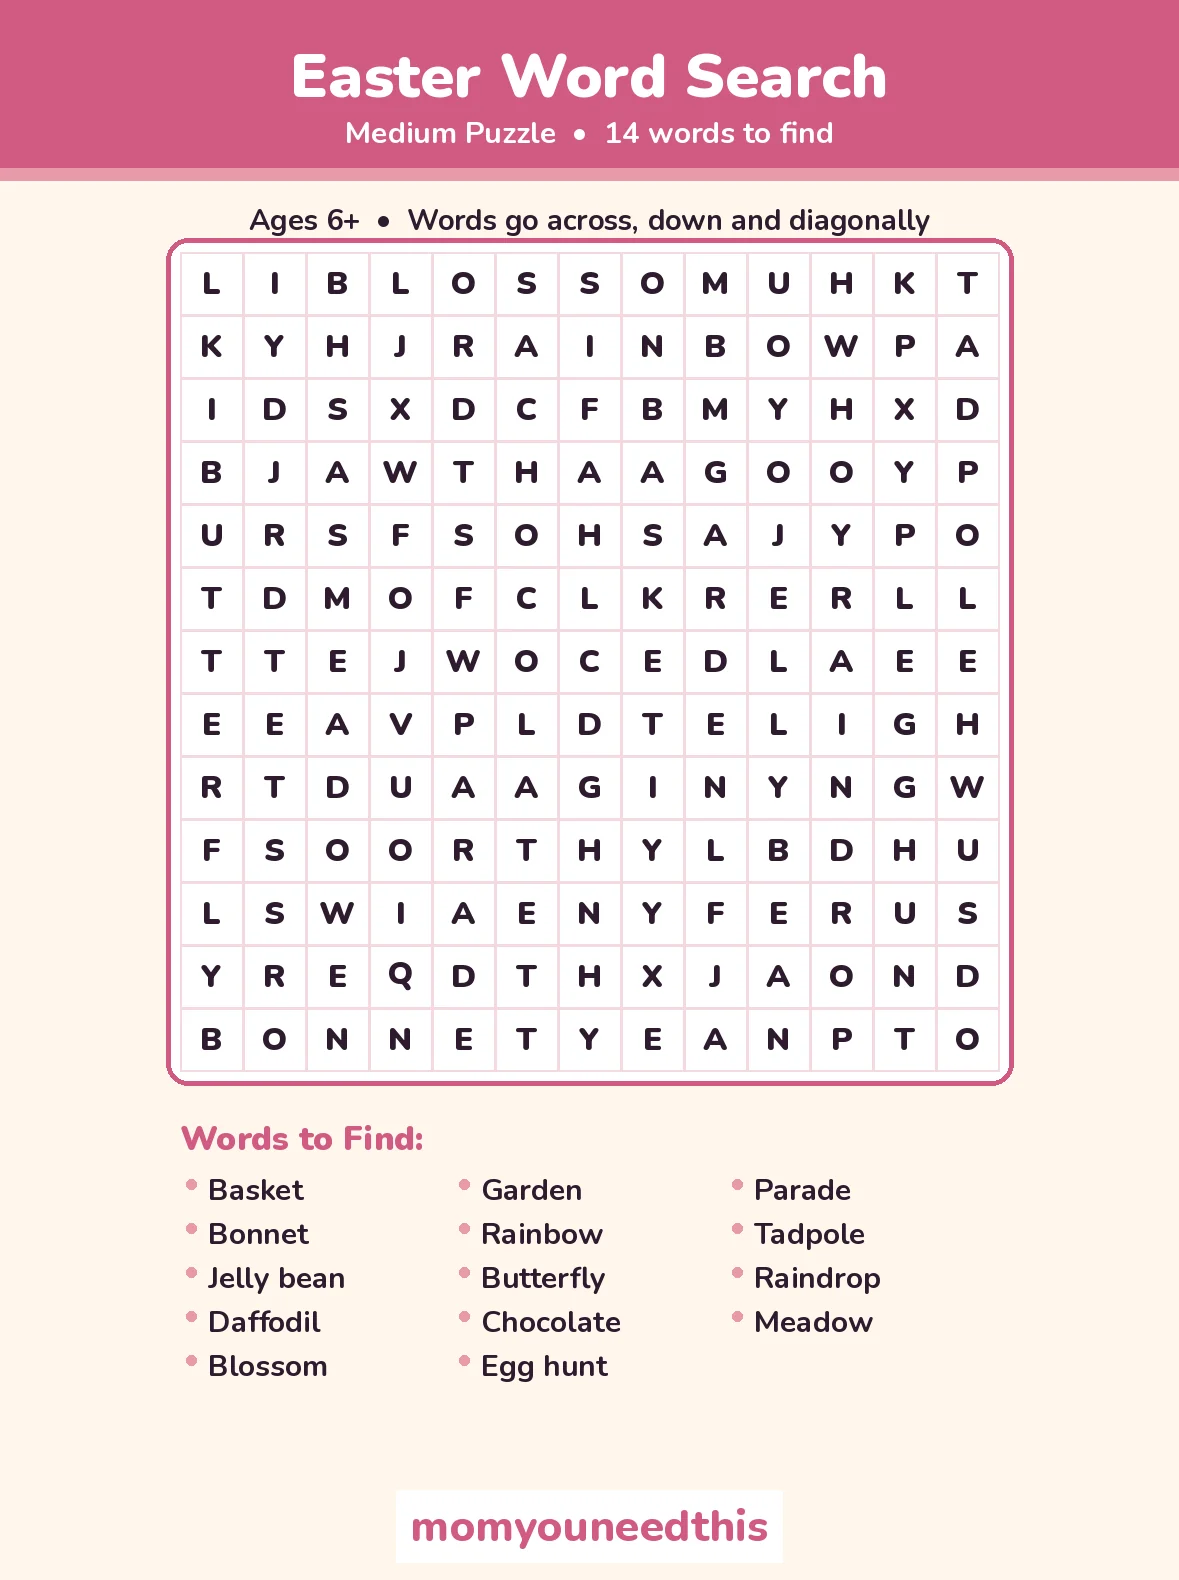 Easter Word Search
Medium Puzzle • 14 words to find
Ages 6+ • Words go across, down and diagonally
L I B L O S S O M U H K T
K Y H J R A I N B O W P A
I D S X D C F B M Y H X D
B J A W T H A A G O O Y P
U R S F S O H S A J Y P O
T D M O F C L K R E R L L
T T E J W O C E D L A E E
E E A V P L D T E L I G H
R T D U A A G I N Y N G W
F S O O R T H Y L B D H U
L S W I A E N Y F E R U S
Y R E Q D T H X J A O N D
B O N N E T Y E A N P T O
Words to Find:
• Basket
• Bonnet
• Jelly bean
• Daffodil
• Blossom
• Garden
• Rainbow
• Butterfly
• Chocolate
• Egg hunt
• Parade
• Tadpole
• Raindrop
• Meadow
momyouneedthis